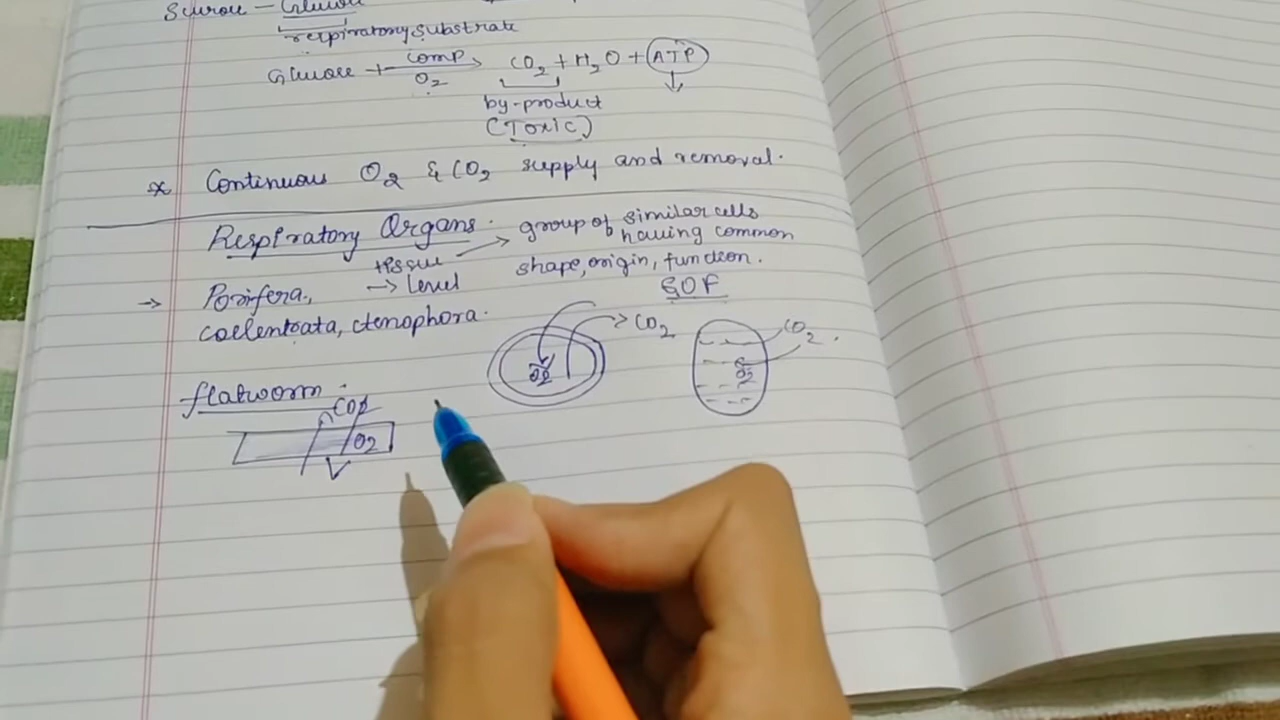 Source - Glucose
respiratory substrate
Glucose + comp O2 → CO2 + H2O + ATP
by-product
(Toxic)
* Continuous O2 & CO2 supply and removal.
Respiratory Organs.
→ group of similar cells
having common
shape, origin, function.
tissue
→ level
SOF
→ Porifera,
coelentrata, ctenophora.
O2
→ CO2
CO2.
O2
flatworm.
CO2
O2